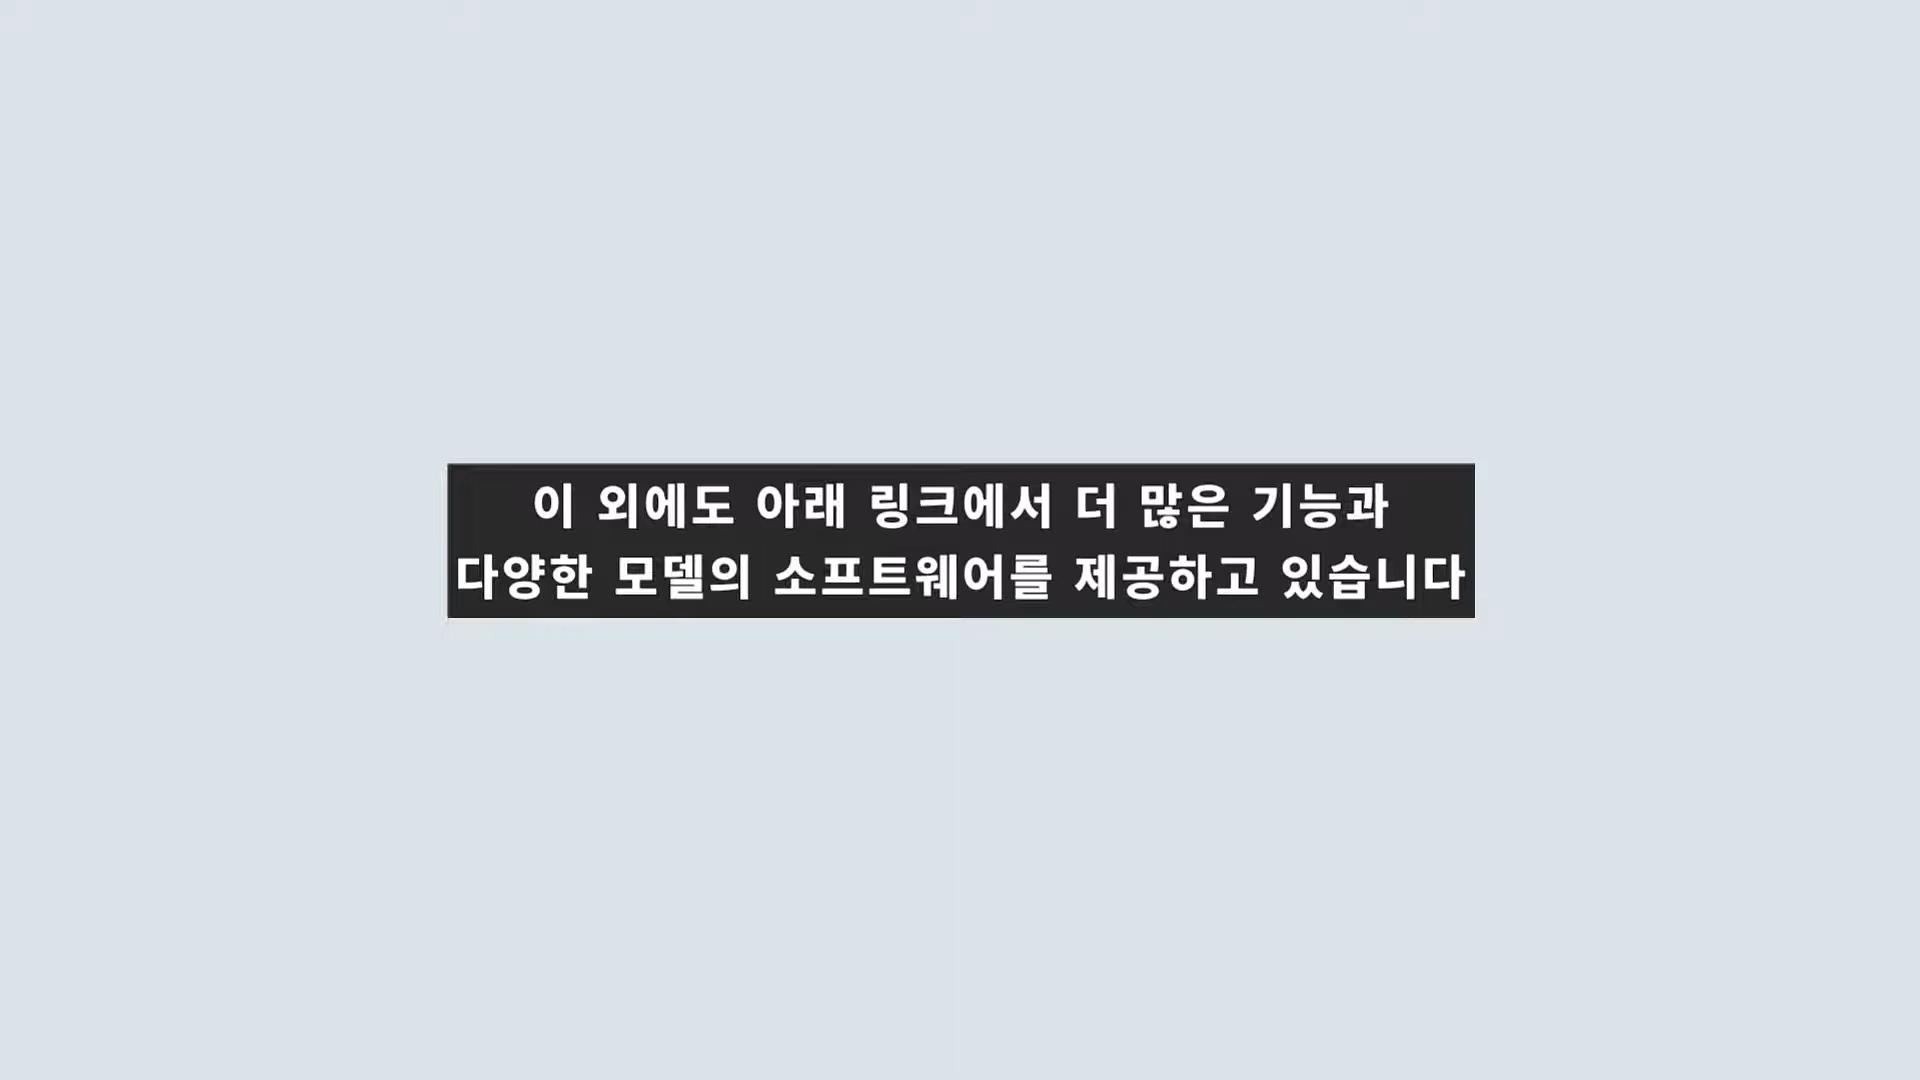 이 외에도 아래 링크에서 더 많은 기능과
다양한 모델의 소프트웨어를 제공하고 있습니다